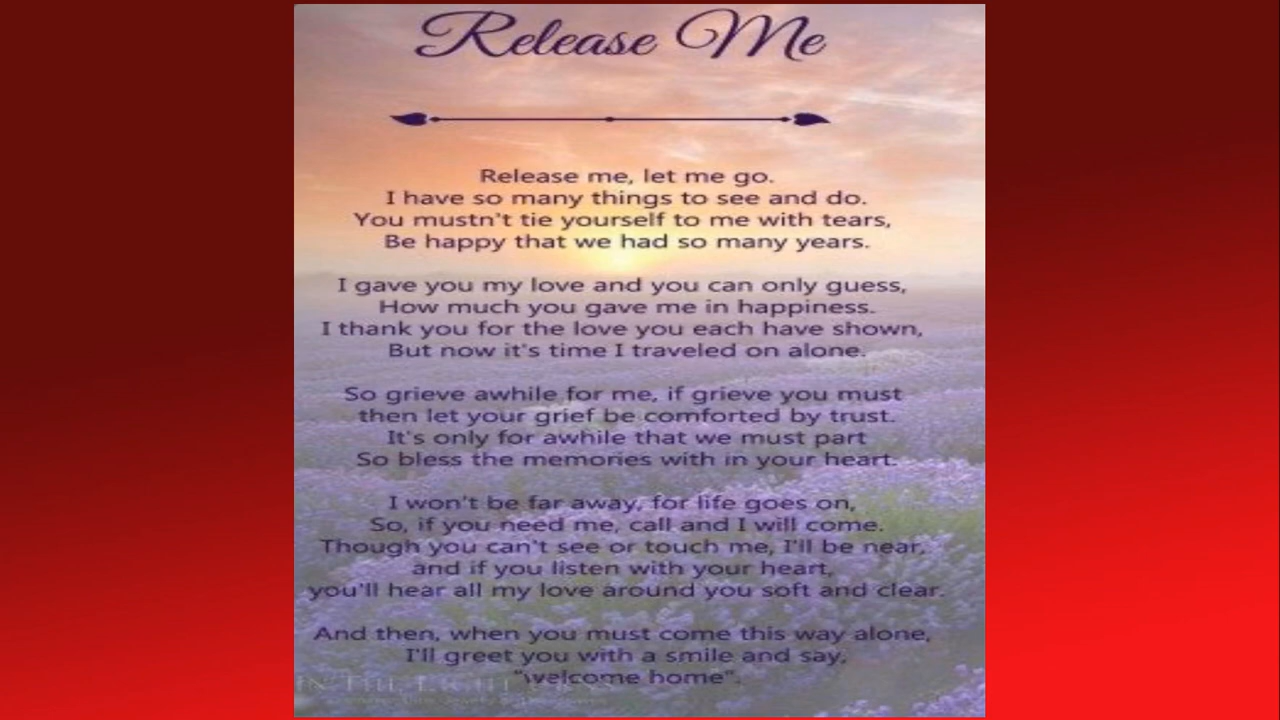 Release Me
Release me, let me go.
I have so many things to see and do.
You mustn't tie yourself to me with tears,
Be happy that we had so many years.
I gave you my love and you can only guess,
How much you gave me in happiness.
I thank you for the love you each have shown,
But now it's time I traveled on alone.
So grieve awhile for me, if grieve you must
then let your grief be comforted by trust.
It's only for awhile that we must part
So bless the memories with in your heart.
I won't be far away, for life goes on,
So, if you need me, call and I will come.
Though you can't see or touch me, I'll be near,
and if you listen with your heart,
you'll hear all my love around you soft and clear.
And then, when you must come this way alone,
I'll greet you with a smile and say,
"welcome home".
IN THE LIGHT